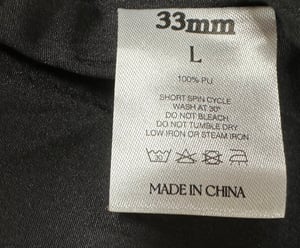 33mm
L
100% PU
SHORT SPIN CYCLE
WASH AT 30°
DO NOT BLEACH
DO NOT TUMBLE DRY
LOW IRON OR STEAM IRON
MADE IN CHINA